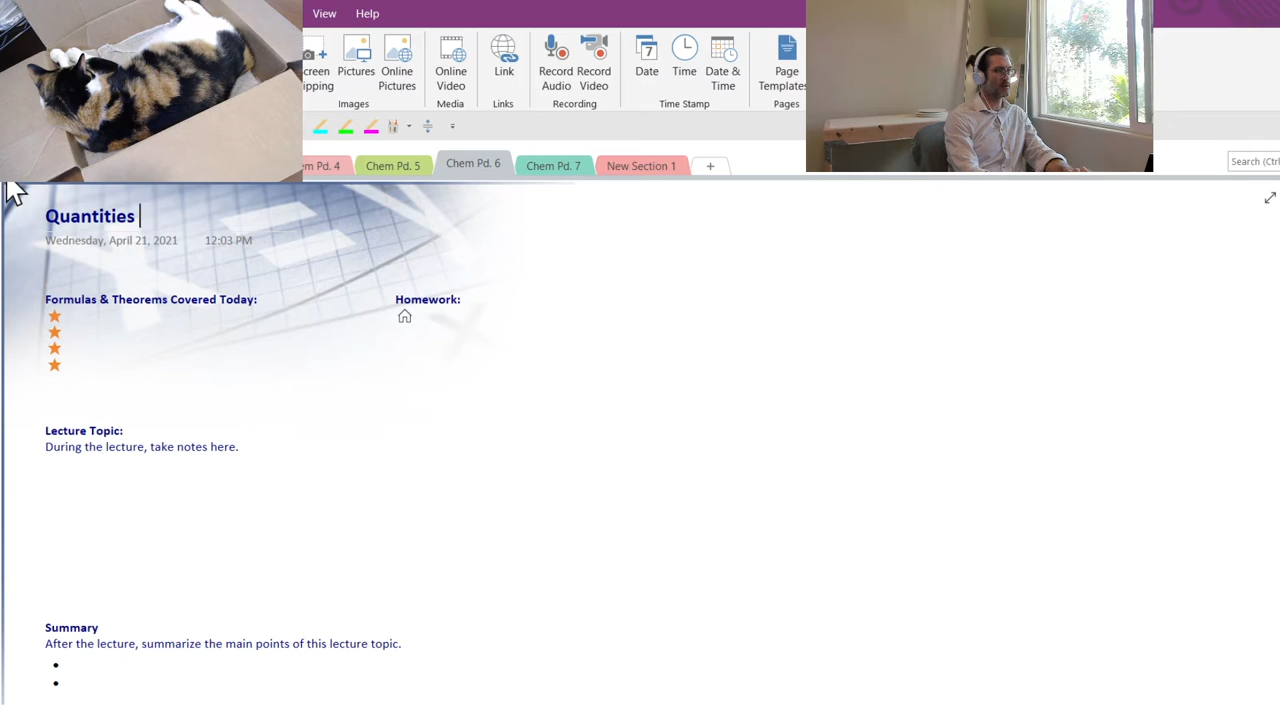 View Help
Screen Clipping
Pictures
Online Pictures
Online Video
Link
Record Audio
Record Video
Date
Time
Date & Time
Page Templates
Images
Media
Links
Recording
Time Stamp
Pages
em Pd. 4
Chem Pd. 5
Chem Pd. 6
Chem Pd. 7
New Section 1
Search (Ctrl
Quantities
Wednesday, April 21, 2021 12:03 PM
Formulas & Theorems Covered Today:
Homework:
Lecture Topic:
During the lecture, take notes here.
Summary
After the lecture, summarize the main points of this lecture topic.